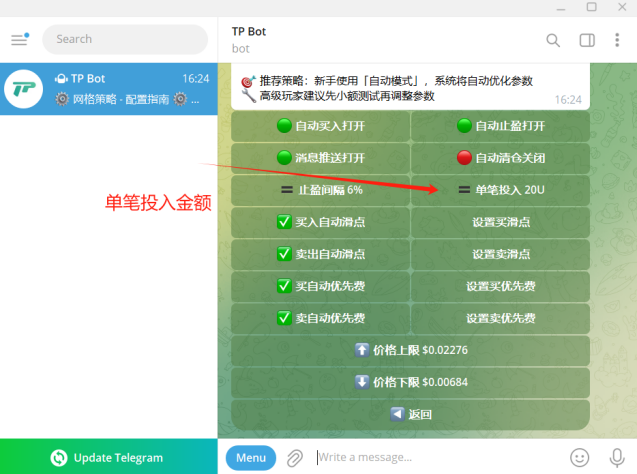 Search
TP Bot
bot
TP
TP Bot
16:24
网格策略 - 配置指南 ...
推荐策略：新手使用「自动模式」，系统将自动优化参数
高级玩家建议先小额测试再调整参数
16:24
自动买入打开
自动止盈打开
消息推送打开
自动清仓关闭
止盈间隔 6%
单笔投入 20U
单笔投入金额
买入自动滑点
设置买滑点
卖出自动滑点
设置卖滑点
买自动优先费
设置买优先费
卖自动优先费
设置卖优先费
价格上限 $0.02276
价格下限 $0.00684
返回
Update Telegram
Menu
Write a message...